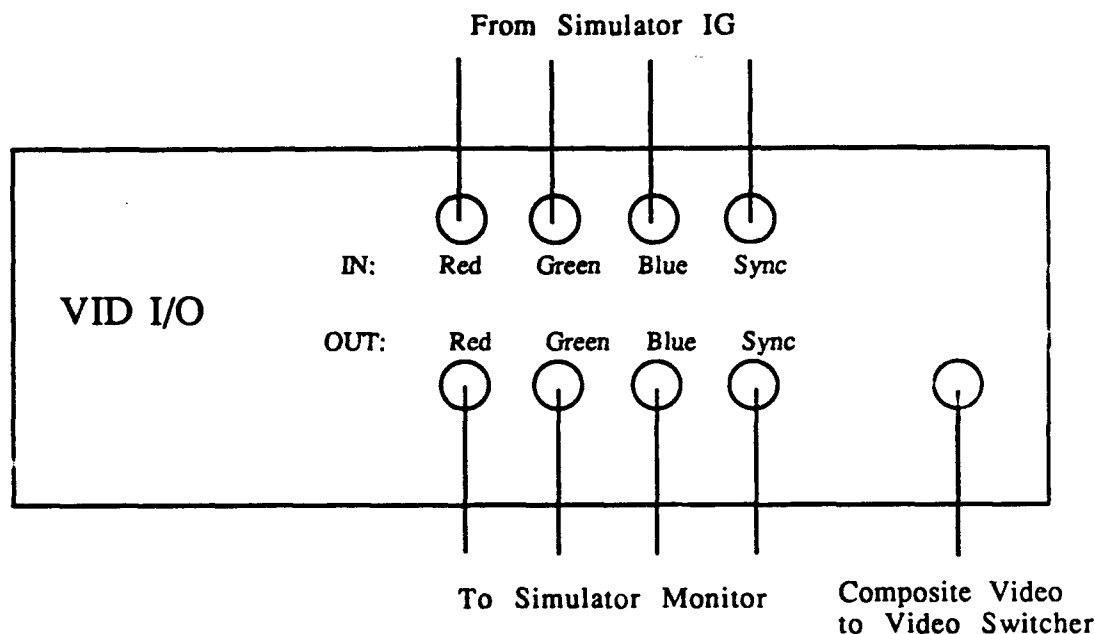 From Simulator IG
IN: Red Green Blue Sync
VID I/O
OUT: Red Green Blue Sync
To Simulator Monitor
Composite Video
to Video Switcher